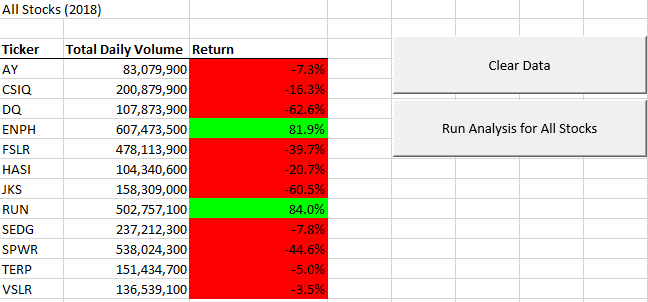 All Stocks (2018)
Ticker Total Daily Volume Return
AY 83,079,900 -7.3%
CSIQ 200,879,900 -16.3%
DQ 107,873,900 -62.6%
ENPH 607,473,500 81.9%
FSLR 478,113,900 -39.7%
HASI 104,340,600 -20.7%
JKS 158,309,000 -60.5%
RUN 502,757,100 84.0%
SEDG 237,212,300 -7.8%
SPWR 538,024,300 -44.6%
TERP 151,434,700 -5.0%
VSLR 136,539,100 -3.5%
Clear Data
Run Analysis for All Stocks